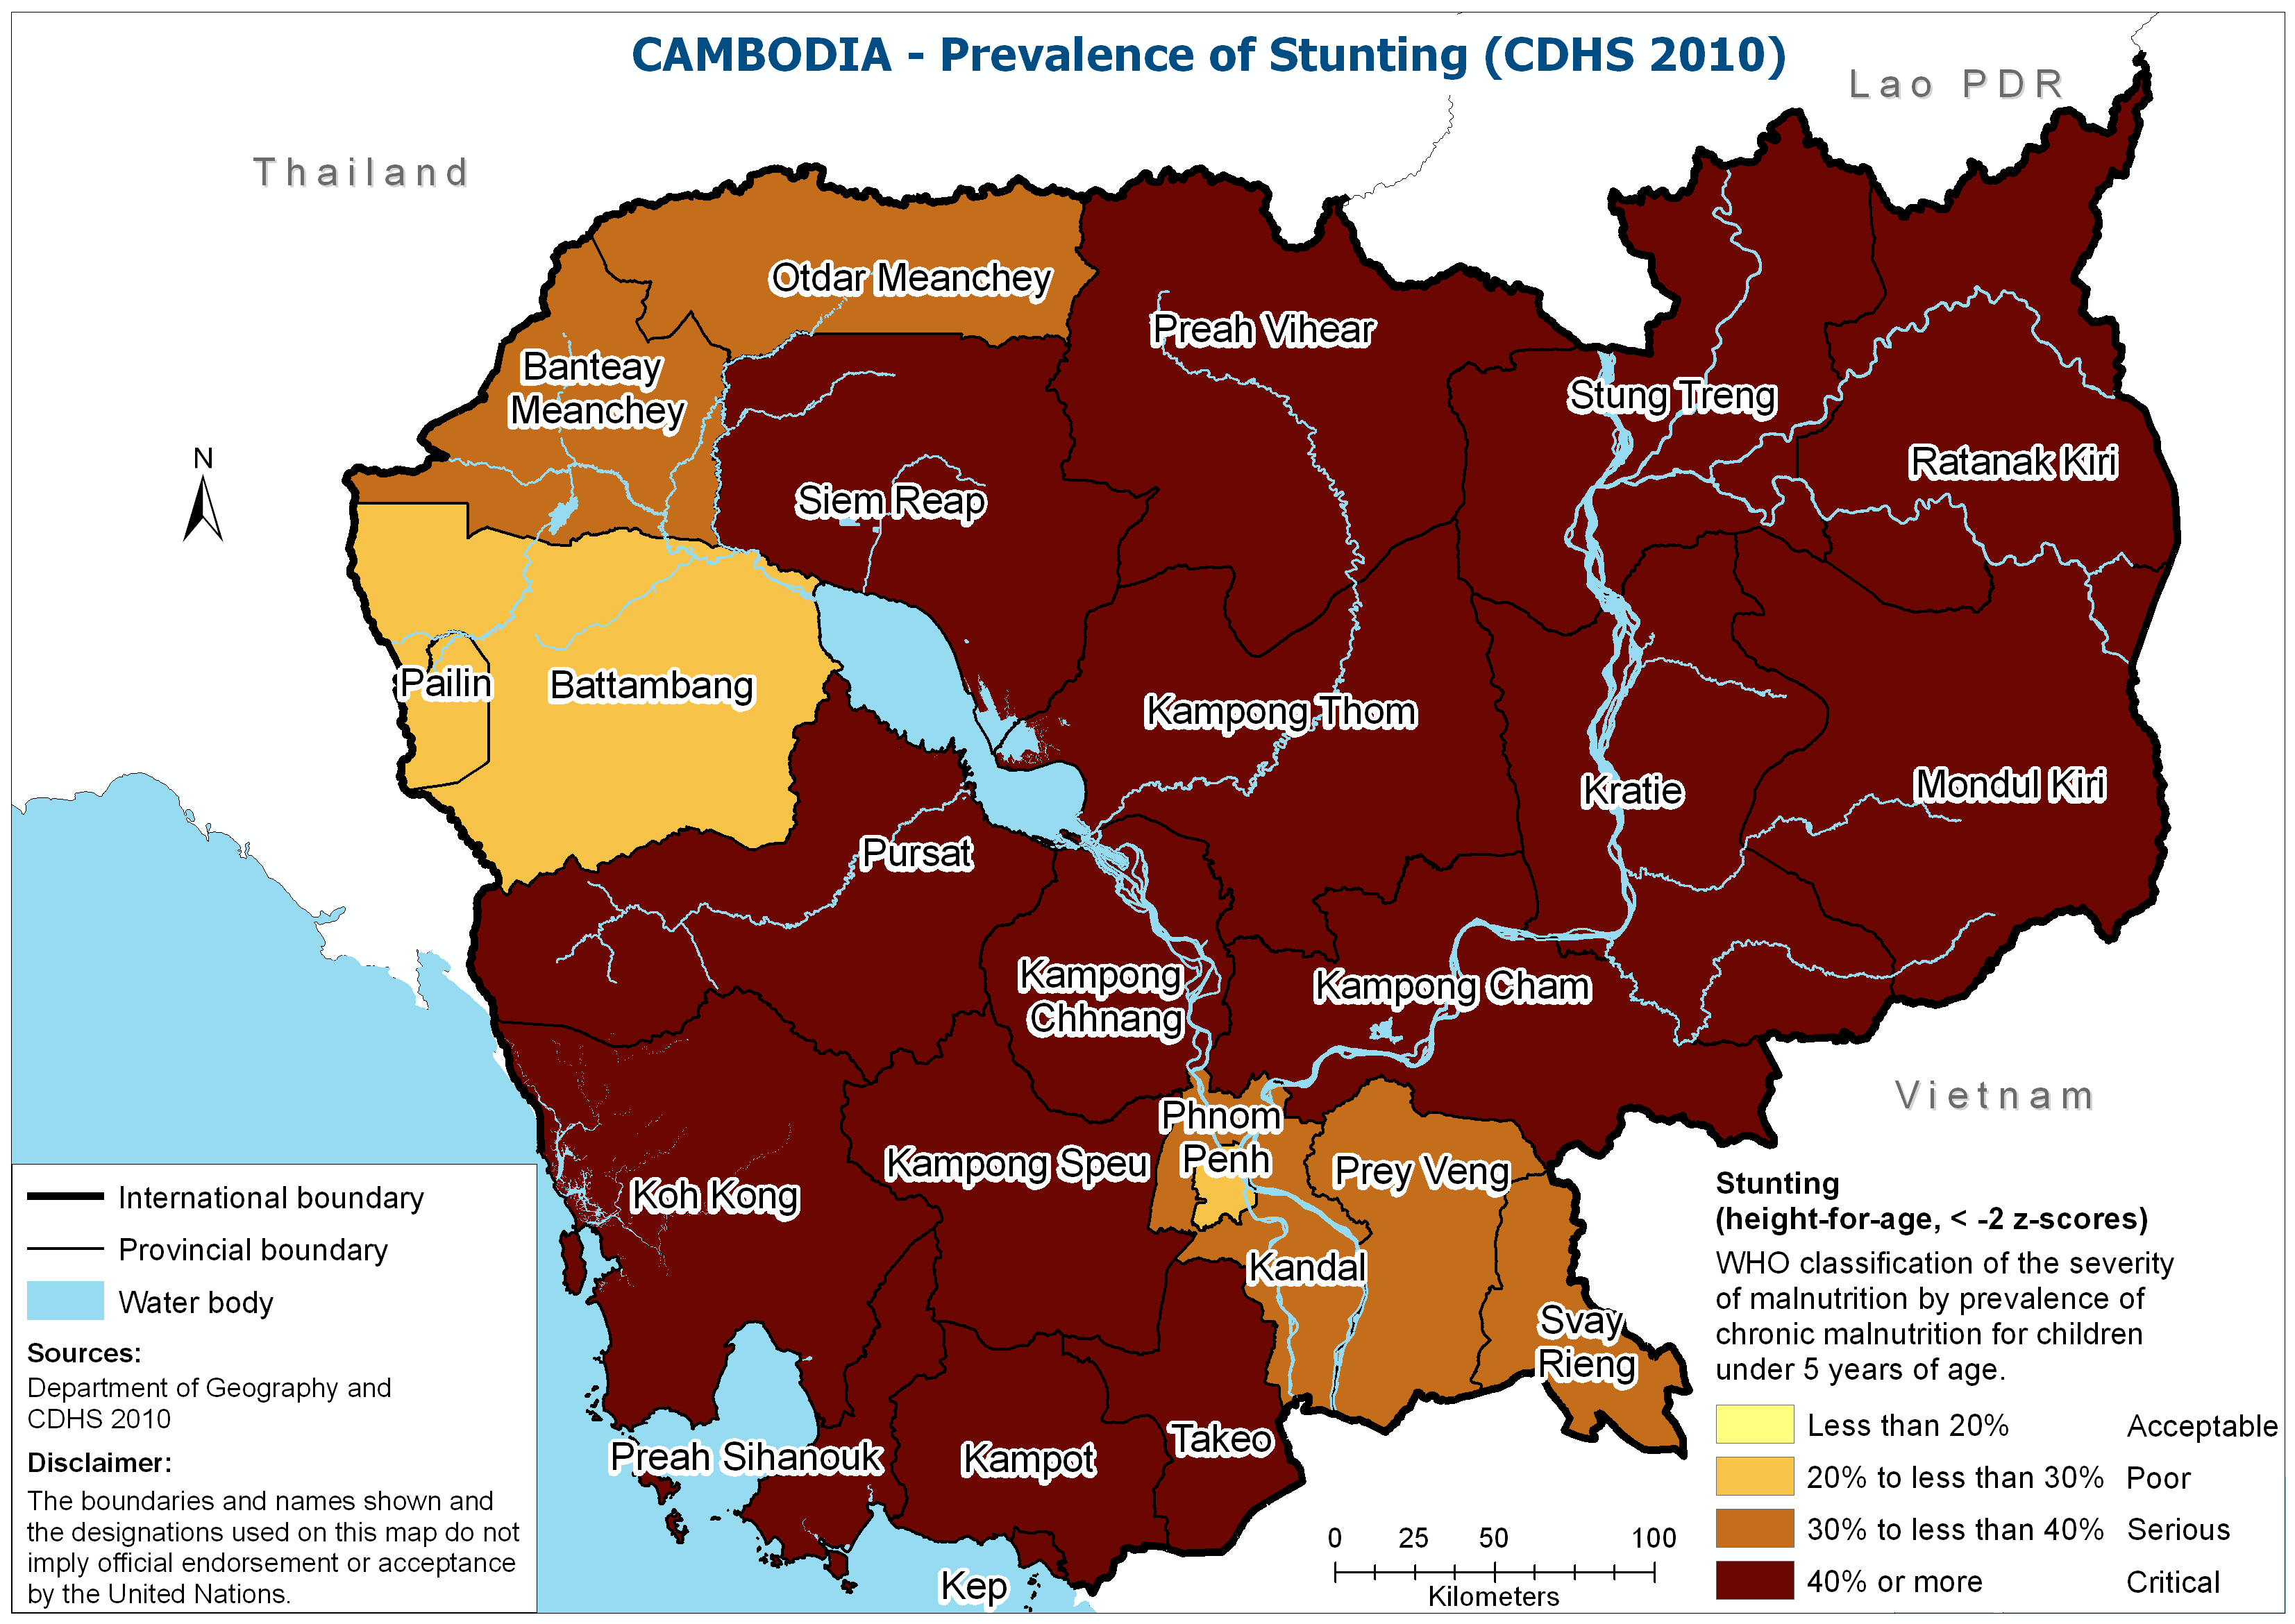 CAMBODIA - Prevalence of Stunting (CDHS 2010)
Lao PDR
Thailand
Otdar Meanchey
Preah Vihear
Banteay
Meanchey
Stung Treng
N
Ratanak Kiri
Siem Reap
Pailin
Battambang
Kampong Thom
Kratie
Mondul Kiri
Pursat
Kampong
Chhnang
Kampong Cham
Vietnam
Phnom
Penh
Kampong Speu
Prey Veng
Koh Kong
Kandal
Svay
Rieng
Preah Sihanouk
Kampot
Takeo
Kep
International boundary
Provincial boundary
Water body
Sources:
Department of Geography and
CDHS 2010
Disclaimer:
The boundaries and names shown and
the designations used on this map do not
imply official endorsement or acceptance
by the United Nations.
0 25 50 100
Kilometers
Stunting
(height-for-age, < -2 z-scores)
WHO classification of the severity
of malnutrition by prevalence of
chronic malnutrition for children
under 5 years of age.
Less than 20% Acceptable
20% to less than 30% Poor
30% to less than 40% Serious
40% or more Critical